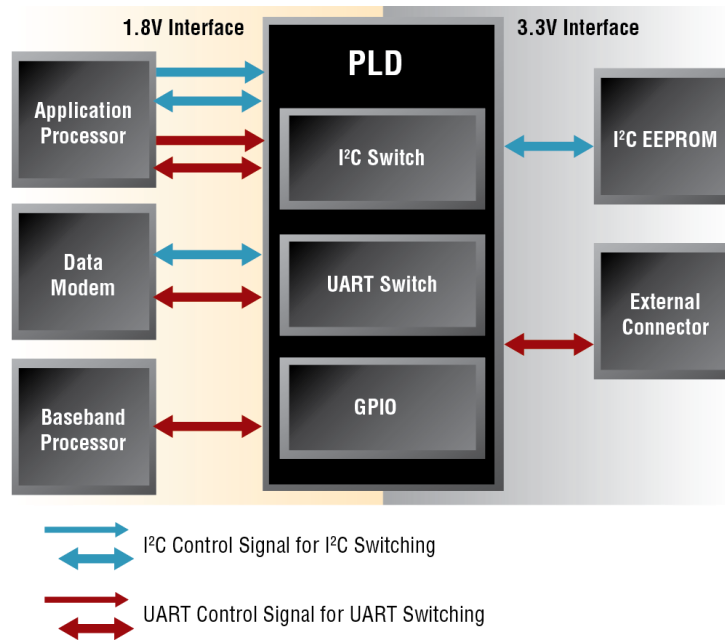 1.8V Interface
3.3V Interface
PLD
Application
Processor
I²C Switch
I²C EEPROM
Data
Modem
UART Switch
External
Connector
Baseband
Processor
GPIO
I²C Control Signal for I²C Switching
UART Control Signal for UART Switching